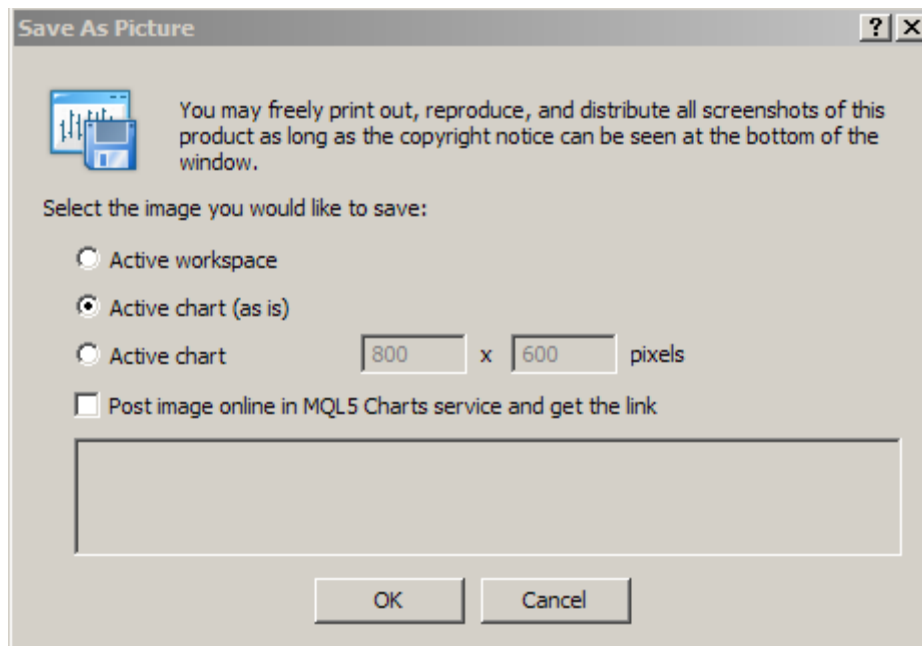 Save As Picture
You may freely print out, reproduce, and distribute all screenshots of this
product as long as the copyright notice can be seen at the bottom of the
window.
Select the image you would like to save:
Active workspace
Active chart (as is)
Active chart 800 x 600 pixels
Post image online in MQL5 Charts service and get the link
OK Cancel